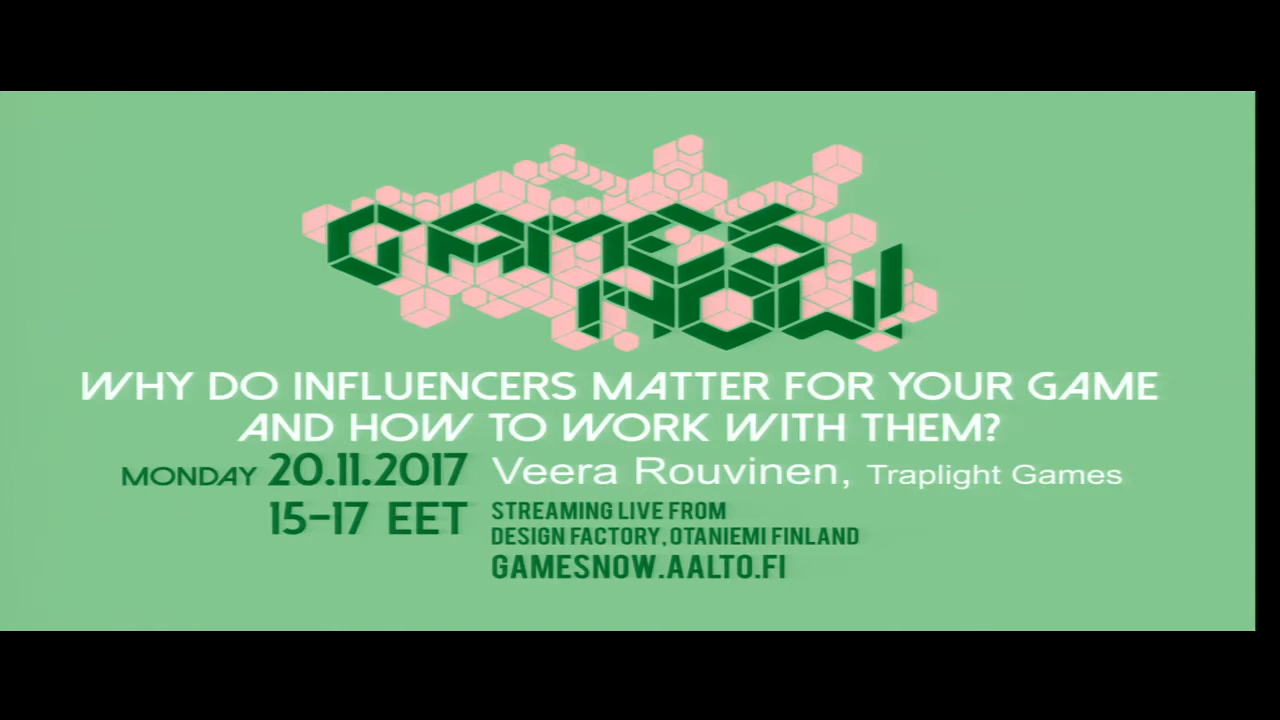 GAMES
NOW!
WHY DO INFLUENCERS MATTER FOR YOUR GAME
AND HOW TO WORK WITH THEM?
MONDAY 20.11.2017 Veera Rouvinen, Traplight Games
15-17 EET STREAMING LIVE FROM
DESIGN FACTORY, OTANIEMI FINLAND
GAMESNOW.AALTO.FI